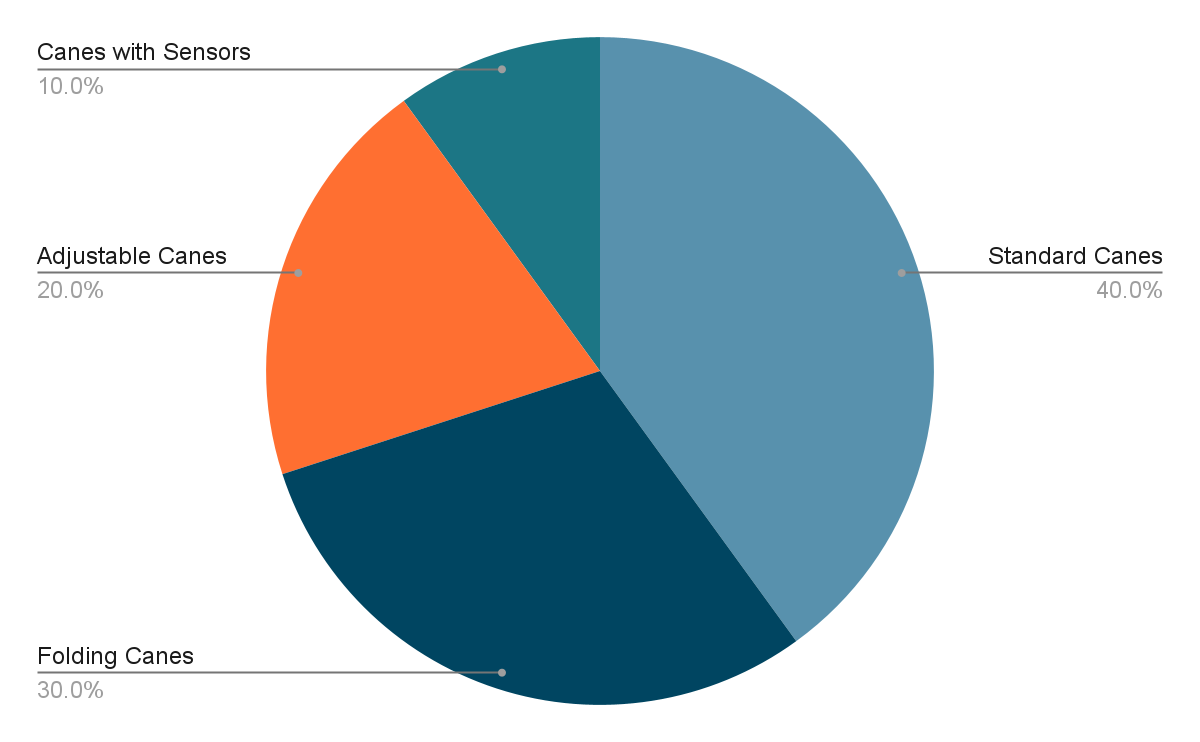 Canes with Sensors
10.0%
Adjustable Canes
20.0%
Standard Canes
40.0%
Folding Canes
30.0%